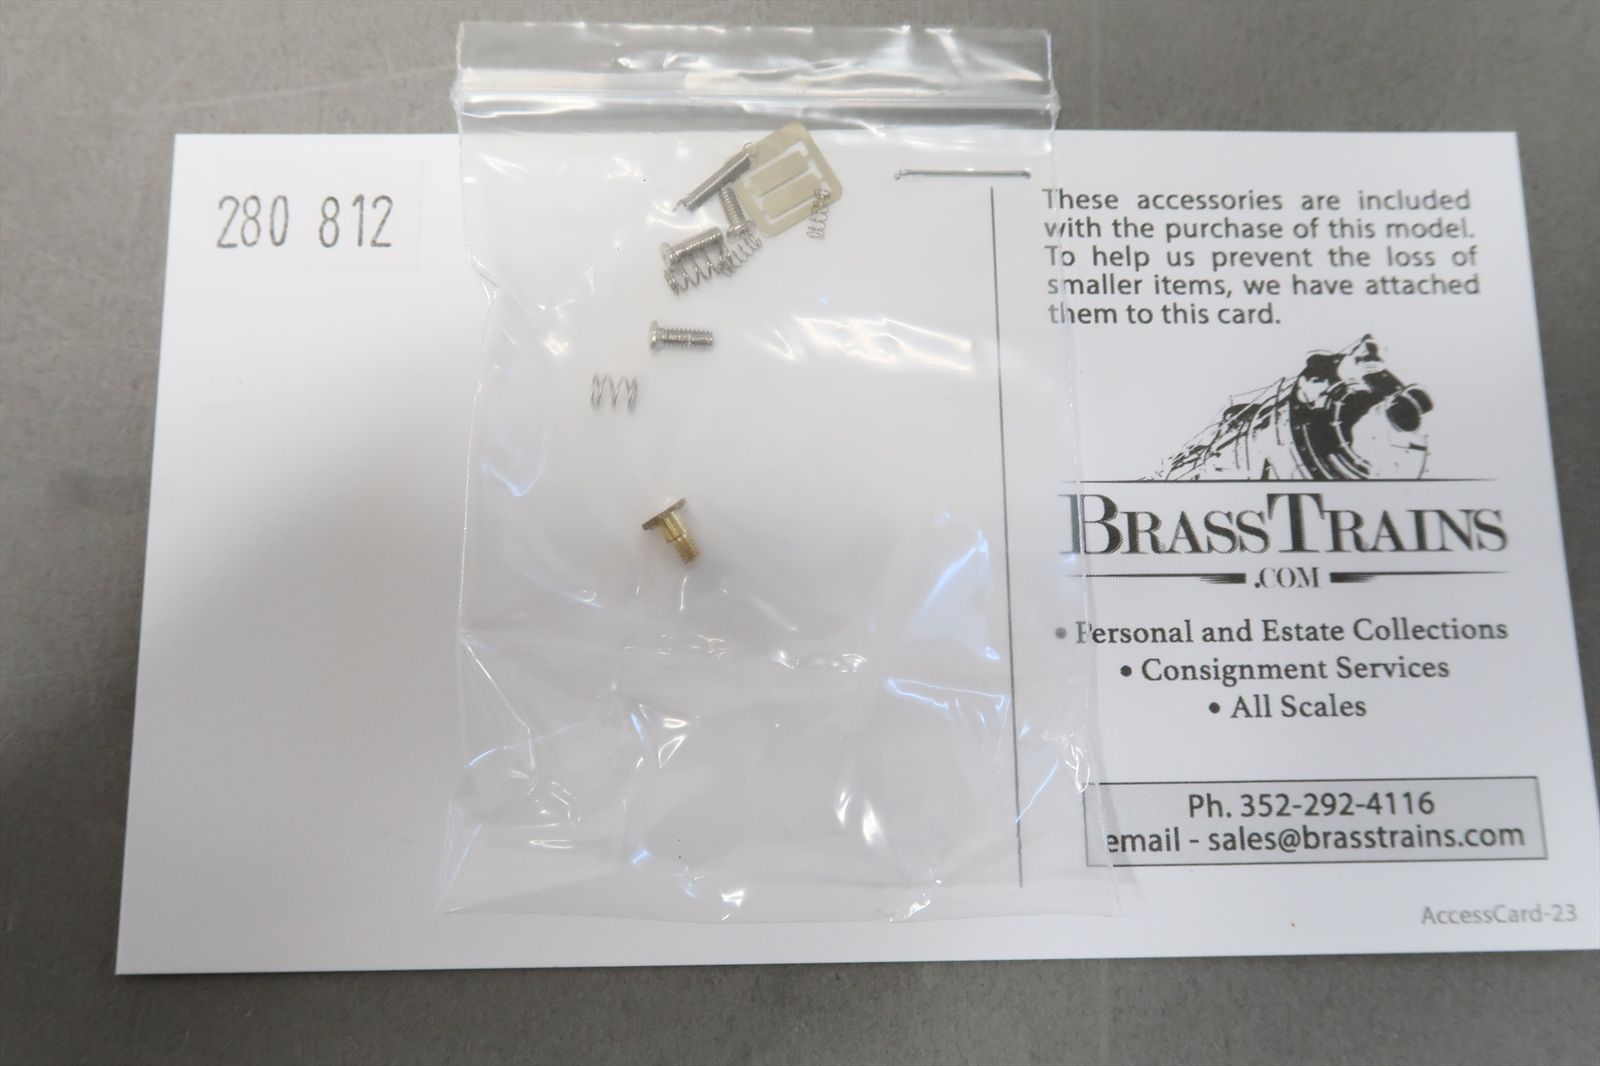 280 812
These accessories are included
with the purchase of this model.
To help us prevent the loss of
smaller items, we have attached
them to this card.
BRASSTRAINS
.COM
• Personal and Estate Collections
• Consignment Services
• All Scales
Ph. 352-292-4116
email - sales@brasstrains.com
AccessCard-23